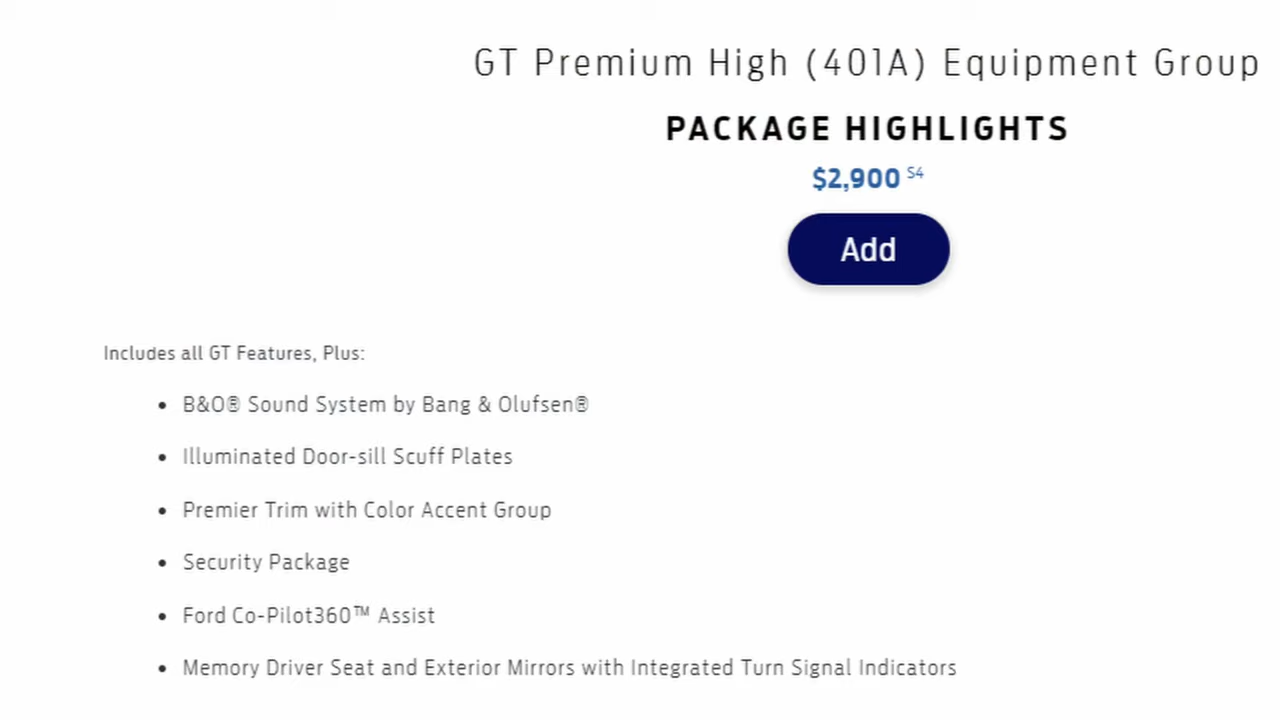 GT Premium High (401A) Equipment Group
PACKAGE HIGHLIGHTS
$2,900 S4
Add
Includes all GT Features, Plus:
• B&O® Sound System by Bang & Olufsen®
• Illuminated Door-sill Scuff Plates
• Premier Trim with Color Accent Group
• Security Package
• Ford Co-Pilot360™ Assist
• Memory Driver Seat and Exterior Mirrors with Integrated Turn Signal Indicators